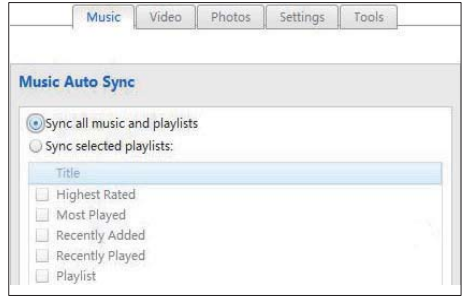 Music Video Photos Settings Tools
Music Auto Sync
Sync all music and playlists
Sync selected playlists:
Title
Highest Rated
Most Played
Recently Added
Recently Played
Playlist